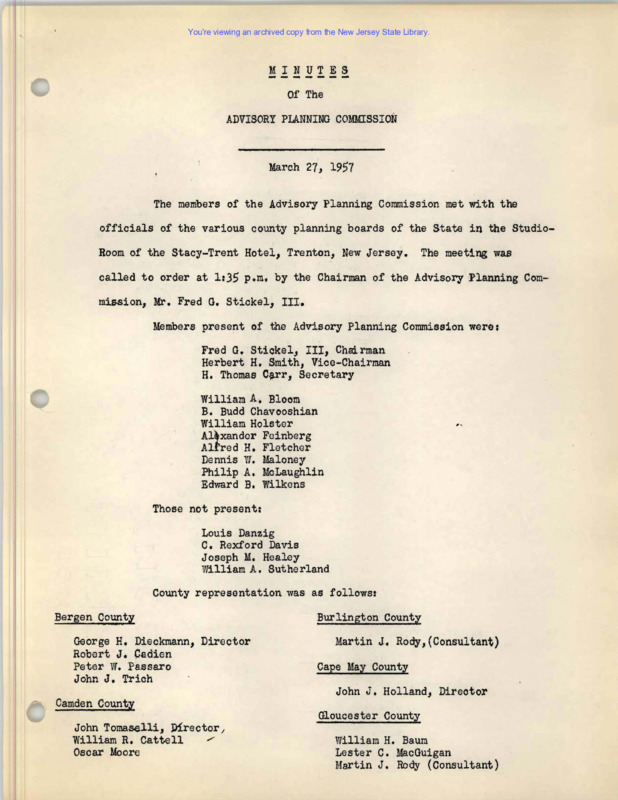 You're viewing an archived copy from the New Jersey State Library.
MINUTES
Of The
ADVISORY PLANNING COMMISSION
March 27, 1957
The members of the Advisory Planning Commission met with the
officials of the various county planning boards of the State in the Studio-
Room of the Stacy-Trent Hotel, Trenton, New Jersey. The meeting was
called to order at 1:35 p.m. by the Chairman of the Advisory Planning Com-
mission, Mr. Fred G. Stickel, III.
Members present of the Advisory Planning Commission were:
Fred G. Stickel, III, Chairman
Herbert H. Smith, Vice-Chairman
H. Thomas Carr, Secretary
William A. Bloom
B. Budd Chavooshian
William Holster
Alexander Feinberg
Alfred H. Fletcher
Dennis W. Maloney
Philip A. McLaughlin
Edward B. Wilkens
Those not present:
Louis Danzig
C. Rexford Davis
Joseph M. Healey
William A. Sutherland
County representation was as follows:
Bergen County
George H. Dieckmann, Director
Robert J. Cadien
Peter W. Passaro
John J. Trich
Camden County
John Tomaselli, Director,
William R. Cattell
Oscar Moore
Burlington County
Martin J. Rody, (Consultant)
Cape May County
John J. Holland, Director
Gloucester County
William H. Baum
Lester C. MacGuigan
Martin J. Rody (Consultant)